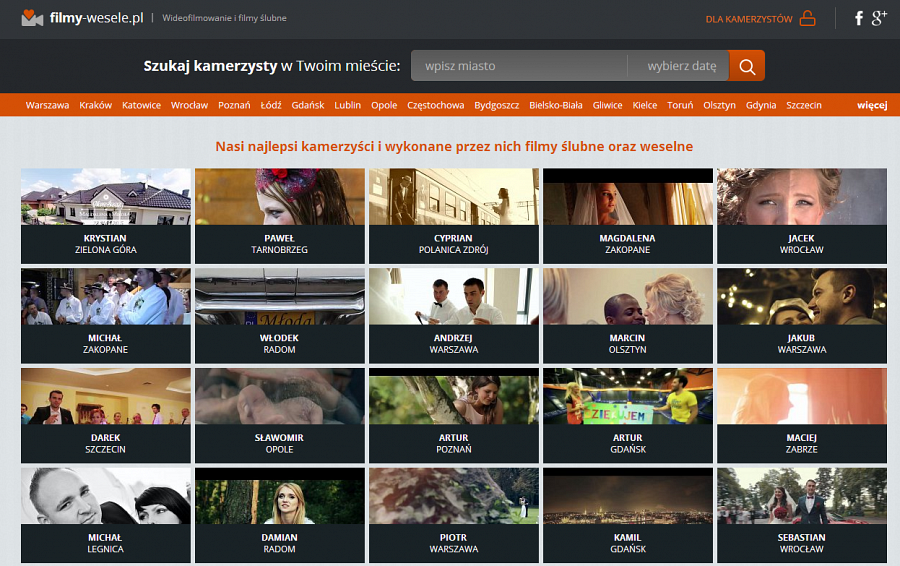 filmy-wesele.pl | Wideofilmowanie i filmy ślubne
DLA KAMERZYSTÓW
f g+
Szukaj kamerzysty w Twoim mieście:
wpisz miasto
wybierz datę
Warszawa Kraków Katowice Wrocław Poznań Łódź Gdańsk Lublin Opole Częstochowa Bydgoszcz Bielsko-Biała Gliwice Kielce Toruń Olsztyn Gdynia Szczecin więcej
Nasi najlepsi kamerzyści i wykonane przez nich filmy ślubne oraz weselne
KRYSTIAN
ZIELONA GÓRA
PAWEŁ
TARNOBRZEG
CYPRIAN
POLANICA ZDRÓJ
MAGDALENA
ZAKOPANE
JACEK
WROCŁAW
MICHAŁ
ZAKOPANE
Młoda
WŁODEK
RADOM
ANDRZEJ
WARSZAWA
MARCIN
OLSZTYN
JAKUB
WARSZAWA
DAREK
SZCZECIN
SŁAWOMIR
OPOLE
ARTUR
POZNAŃ
ARTUR
GDAŃSK
MACIEJ
ZABRZE
MICHAŁ
LEGNICA
DAMIAN
RADOM
PIOTR
WARSZAWA
KAMIL
GDAŃSK
SEBASTIAN
WROCŁAW